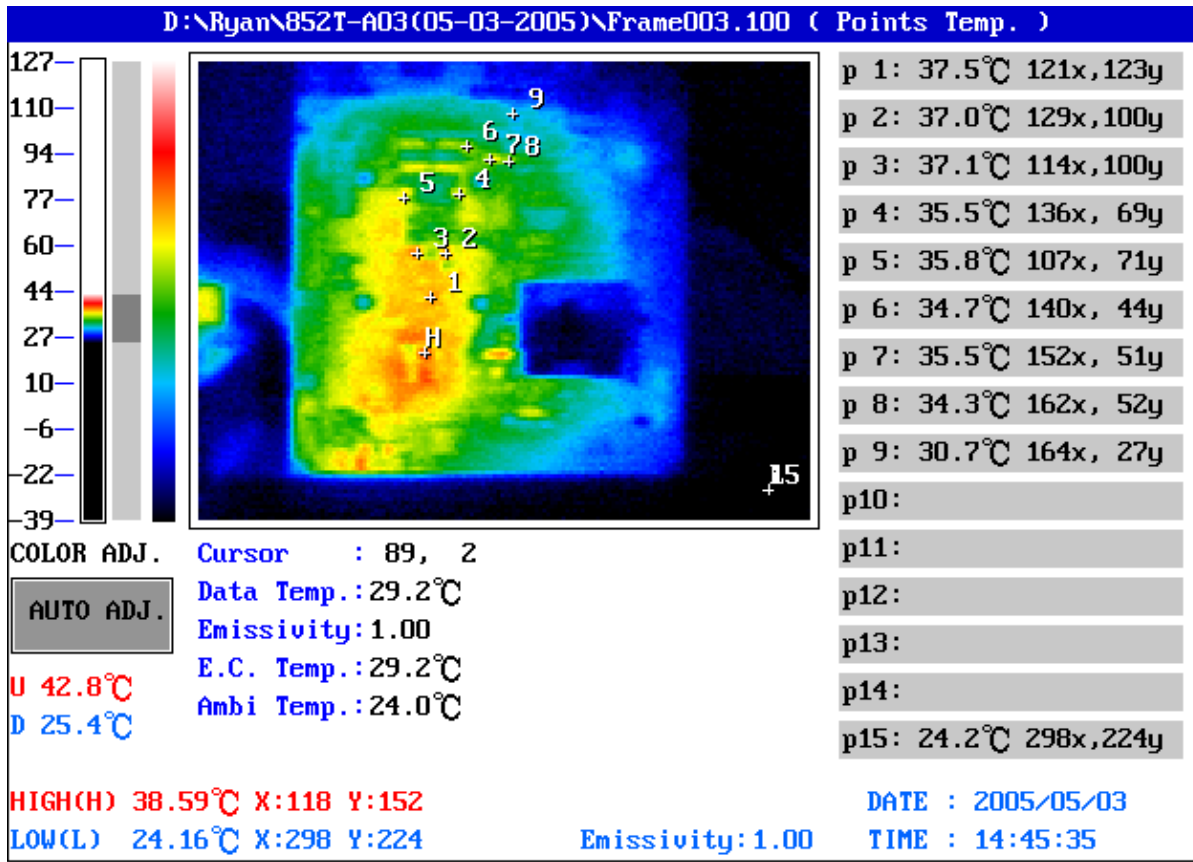 D:\Ryan\852T-A03(05-03-2005)\Frame003.100 ( Points Temp. )
127
110
94
77
60
44
27
10
-6
-22
-39
9
6
7
8
5
4
3
2
1
H
15
p 1: 37.5℃ 121x,123y
p 2: 37.0℃ 129x,100y
p 3: 37.1℃ 114x,100y
p 4: 35.5℃ 136x, 69y
p 5: 35.8℃ 107x, 71y
p 6: 34.7℃ 140x, 44y
p 7: 35.5℃ 152x, 51y
p 8: 34.3℃ 162x, 52y
p 9: 30.7℃ 164x, 27y
p10:
p11:
p12:
p13:
p14:
p15: 24.2℃ 298x,224y
COLOR ADJ.
AUTO ADJ.
U 42.8℃
D 25.4℃
Cursor : 89, 2
Data Temp.:29.2℃
Emissivity:1.00
E.C. Temp.:29.2℃
Ambi Temp.:24.0℃
HIGH(H) 38.59℃ X:118 Y:152
LOW(L) 24.16℃ X:298 Y:224
Emissivity:1.00
DATE : 2005/05/03
TIME : 14:45:35